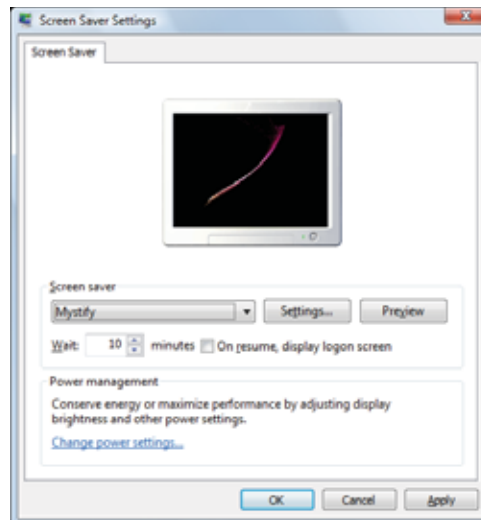 Screen Saver Settings
Screen Saver
Screen saver
Mystify
Settings...
Preview
Wait: 10 minutes On resume, display logon screen
Power management
Conserve energy or maximize performance by adjusting display
brightness and other power settings.
Change power settings...
OK Cancel Apply